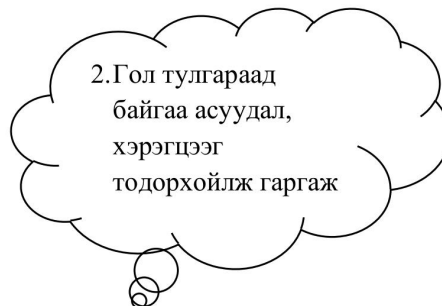 2.Гол тулгараад
байгаа асуудал,
хэрэгцээг
тодорхойлж гаргаж